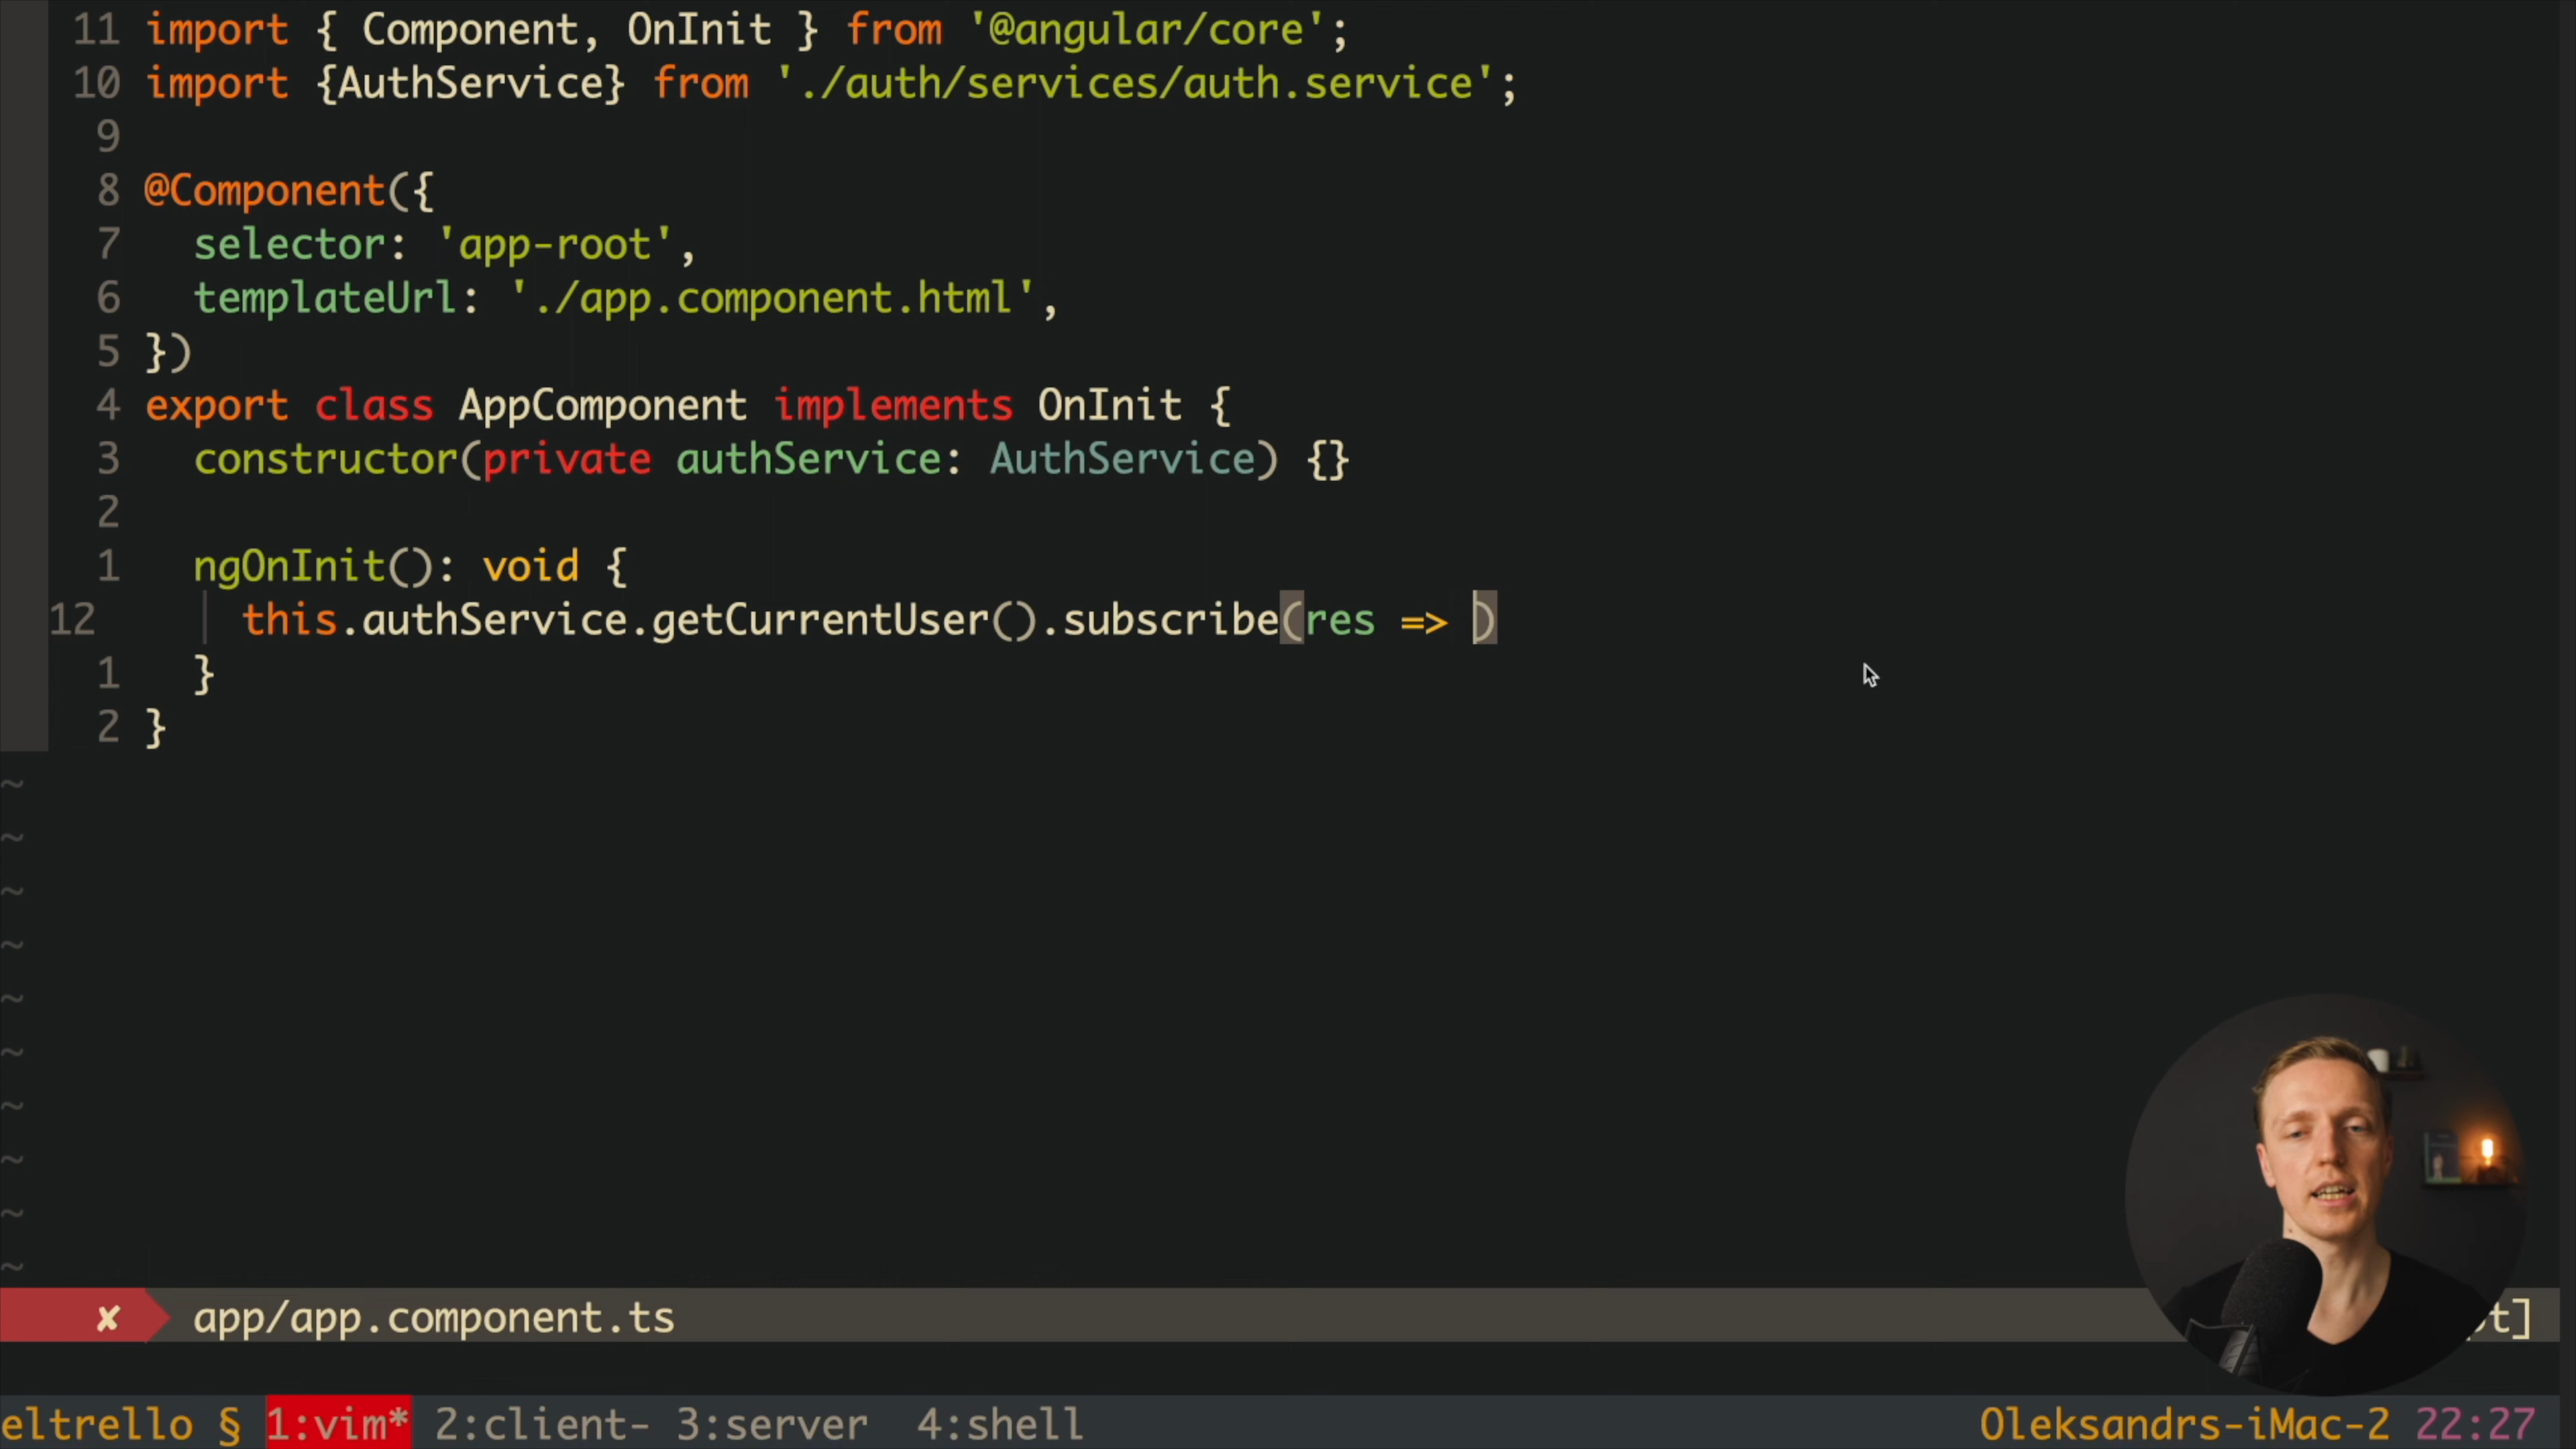 11 import { Component, OnInit } from '@angular/core';
10 import {AuthService} from './auth/services/auth.service';
9
8 @Component({
7   selector: 'app-root',
6   templateUrl: './app.component.html',
5 })
4 export class AppComponent implements OnInit {
3   constructor(private authService: AuthService) {}
2
1   ngOnInit(): void {
12     this.authService.getCurrentUser().subscribe(res => )
1   }
2 }
~
~
~
~
~
~
~
~
~
~
✘ app/app.component.ts
eltrello § 1:vim* 2:client- 3:server 4:shell Oleksandrs-iMac-2 22:27